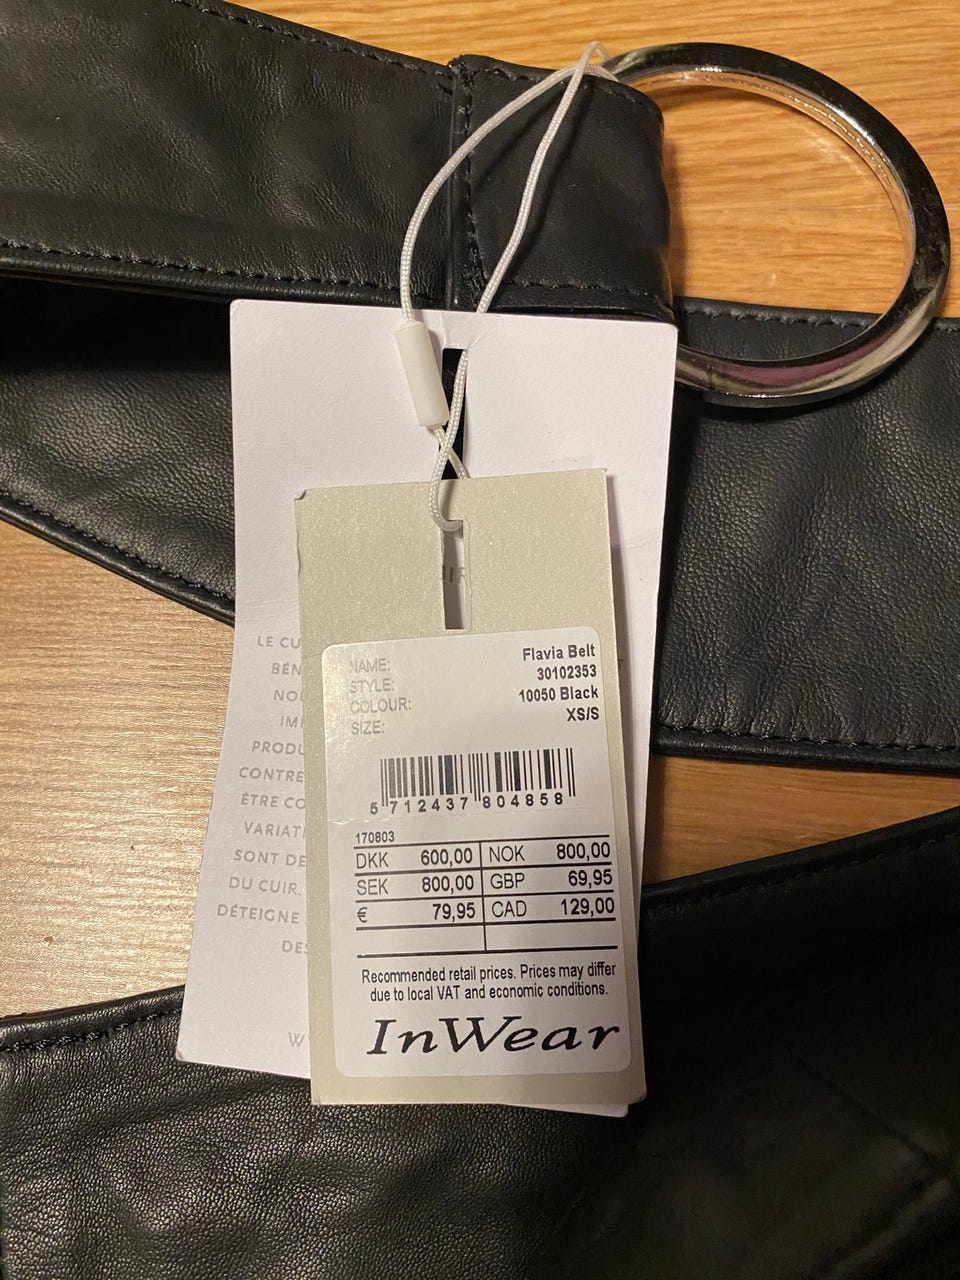 LE CU
BÉN
NO
IMI
PRODU
CONTRE
ÊTRE CO
VARIATI
SONT DE
DU CUIR.
DÉTEIGNE
DES
W
IR
T
NAME: Flavia Belt
STYLE: 30102353
COLOUR: 10050 Black
SIZE: XS/S
5 712437 804858
170803
DKK 600,00 NOK 800,00
SEK 800,00 GBP 69,95
€ 79,95 CAD 129,00
Recommended retail prices. Prices may differ
due to local VAT and economic conditions.
InWear